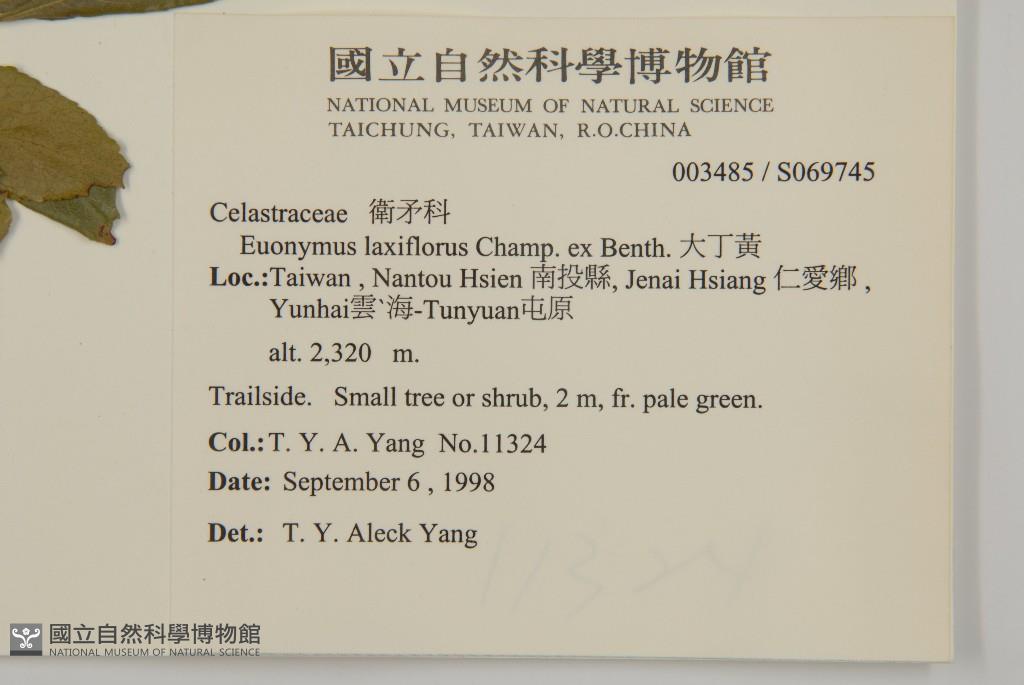 國立自然科學博物館
NATIONAL MUSEUM OF NATURAL SCIENCE
TAICHUNG, TAIWAN, R.O.CHINA
003485 / S069745
Celastraceae 衛矛科
Euonymus laxiflorus Champ. ex Benth. 大丁黃
Loc.:Taiwan , Nantou Hsien 南投縣, Jenai Hsiang 仁愛鄉 ,
Yunhai雲`海-Tunyuan屯原
alt. 2,320 m.
Trailside. Small tree or shrub, 2 m, fr. pale green.
Col.: T. Y. A. Yang No.11324
Date: September 6 , 1998
Det.: T. Y. Aleck Yang
11324
國立自然科學博物館
NATIONAL MUSEUM OF NATURAL SCIENCE